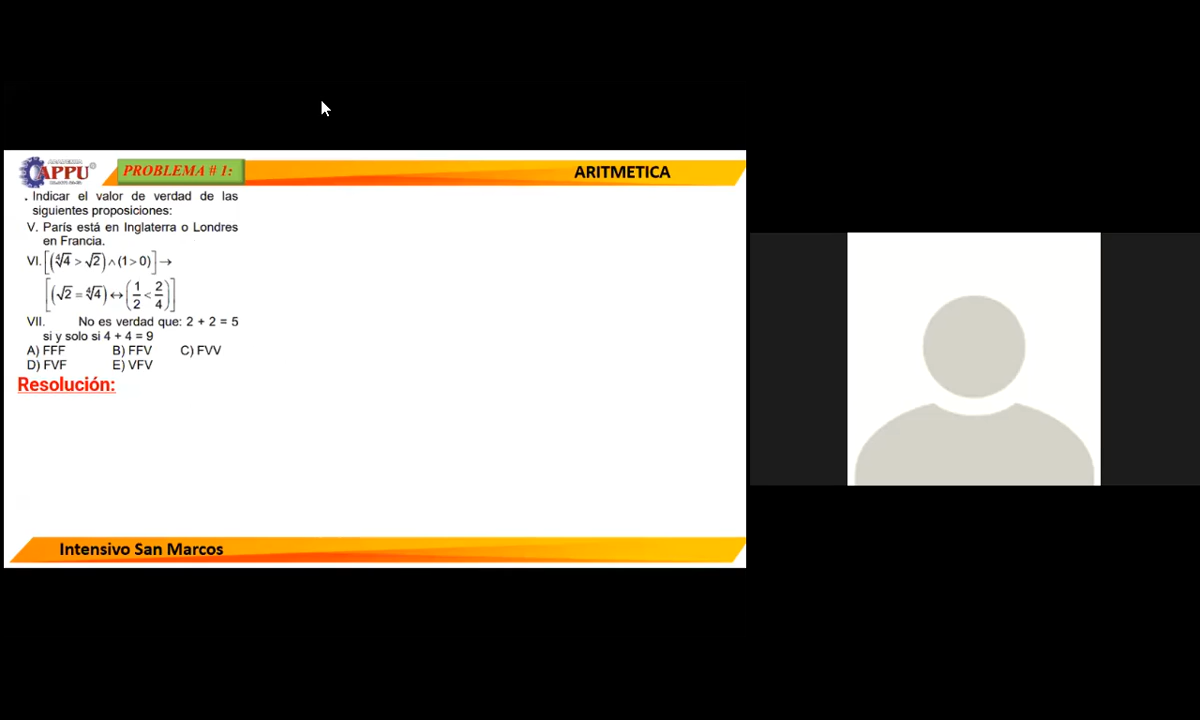 APPU
PROBLEMA # 1:
ARITMETICA
. Indicar el valor de verdad de las
siguientes proposiciones:
V. París está en Inglaterra o Londres
en Francia.
VI. [(∜4 > √2) ∧ (1 > 0)] →
[(√2 = ∜4) ↔ (1/2 < 2/4)]
VII. No es verdad que: 2 + 2 = 5
si y solo si 4 + 4 = 9
A) FFF B) FFV C) FVV
D) FVF E) VFV
Resolución:
Intensivo San Marcos